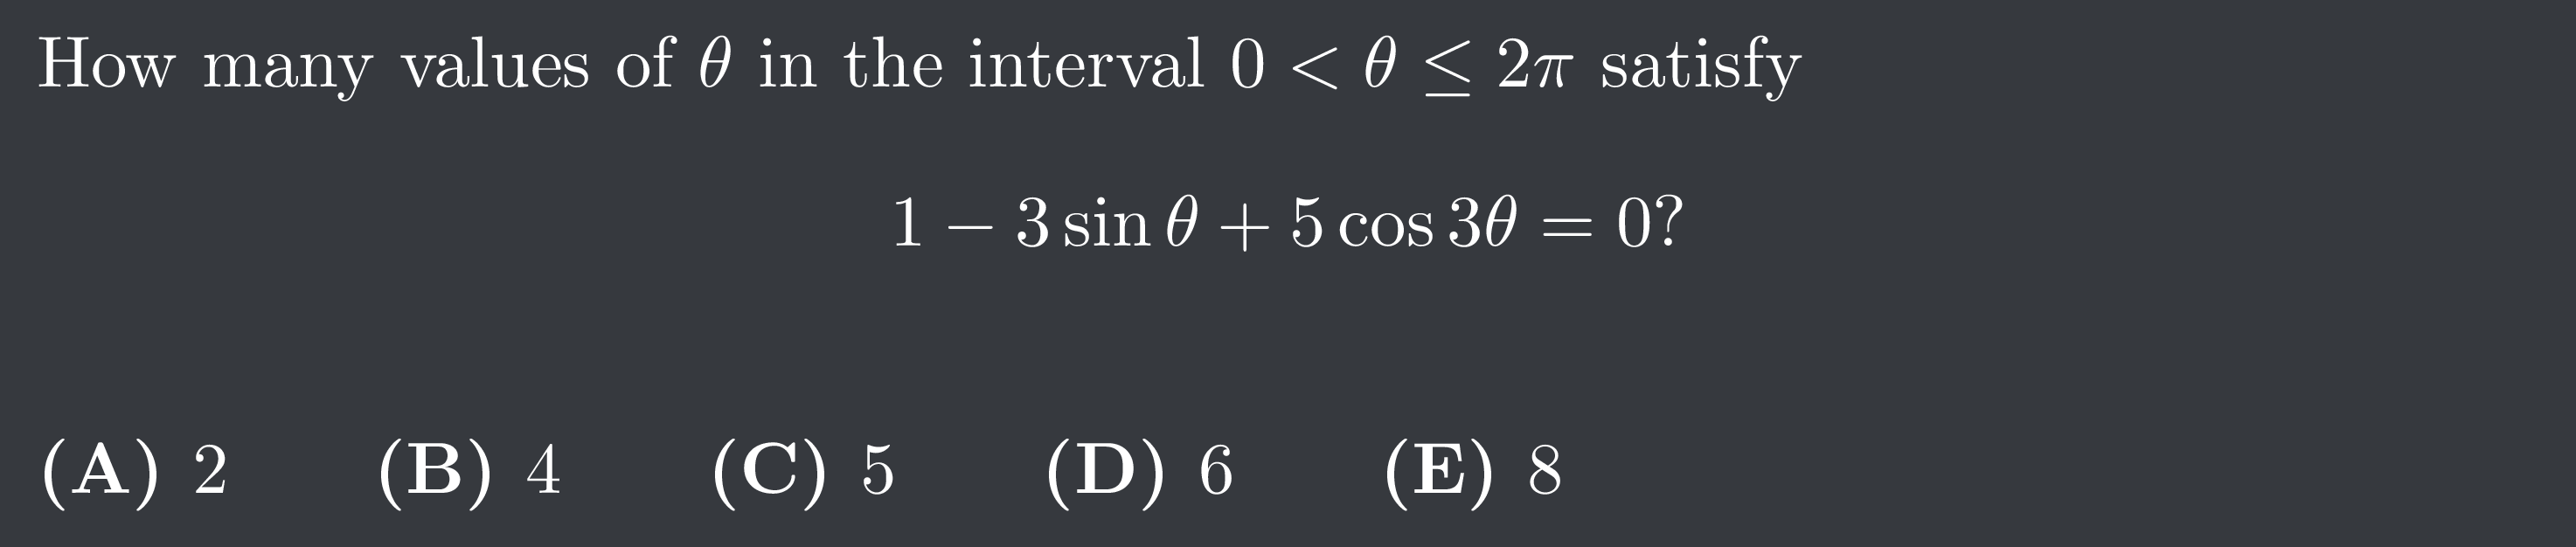 How many values of θ in the interval 0 < θ ≤ 2π satisfy
1 − 3 sin θ + 5 cos 3θ = 0?
(A) 2 (B) 4 (C) 5 (D) 6 (E) 8